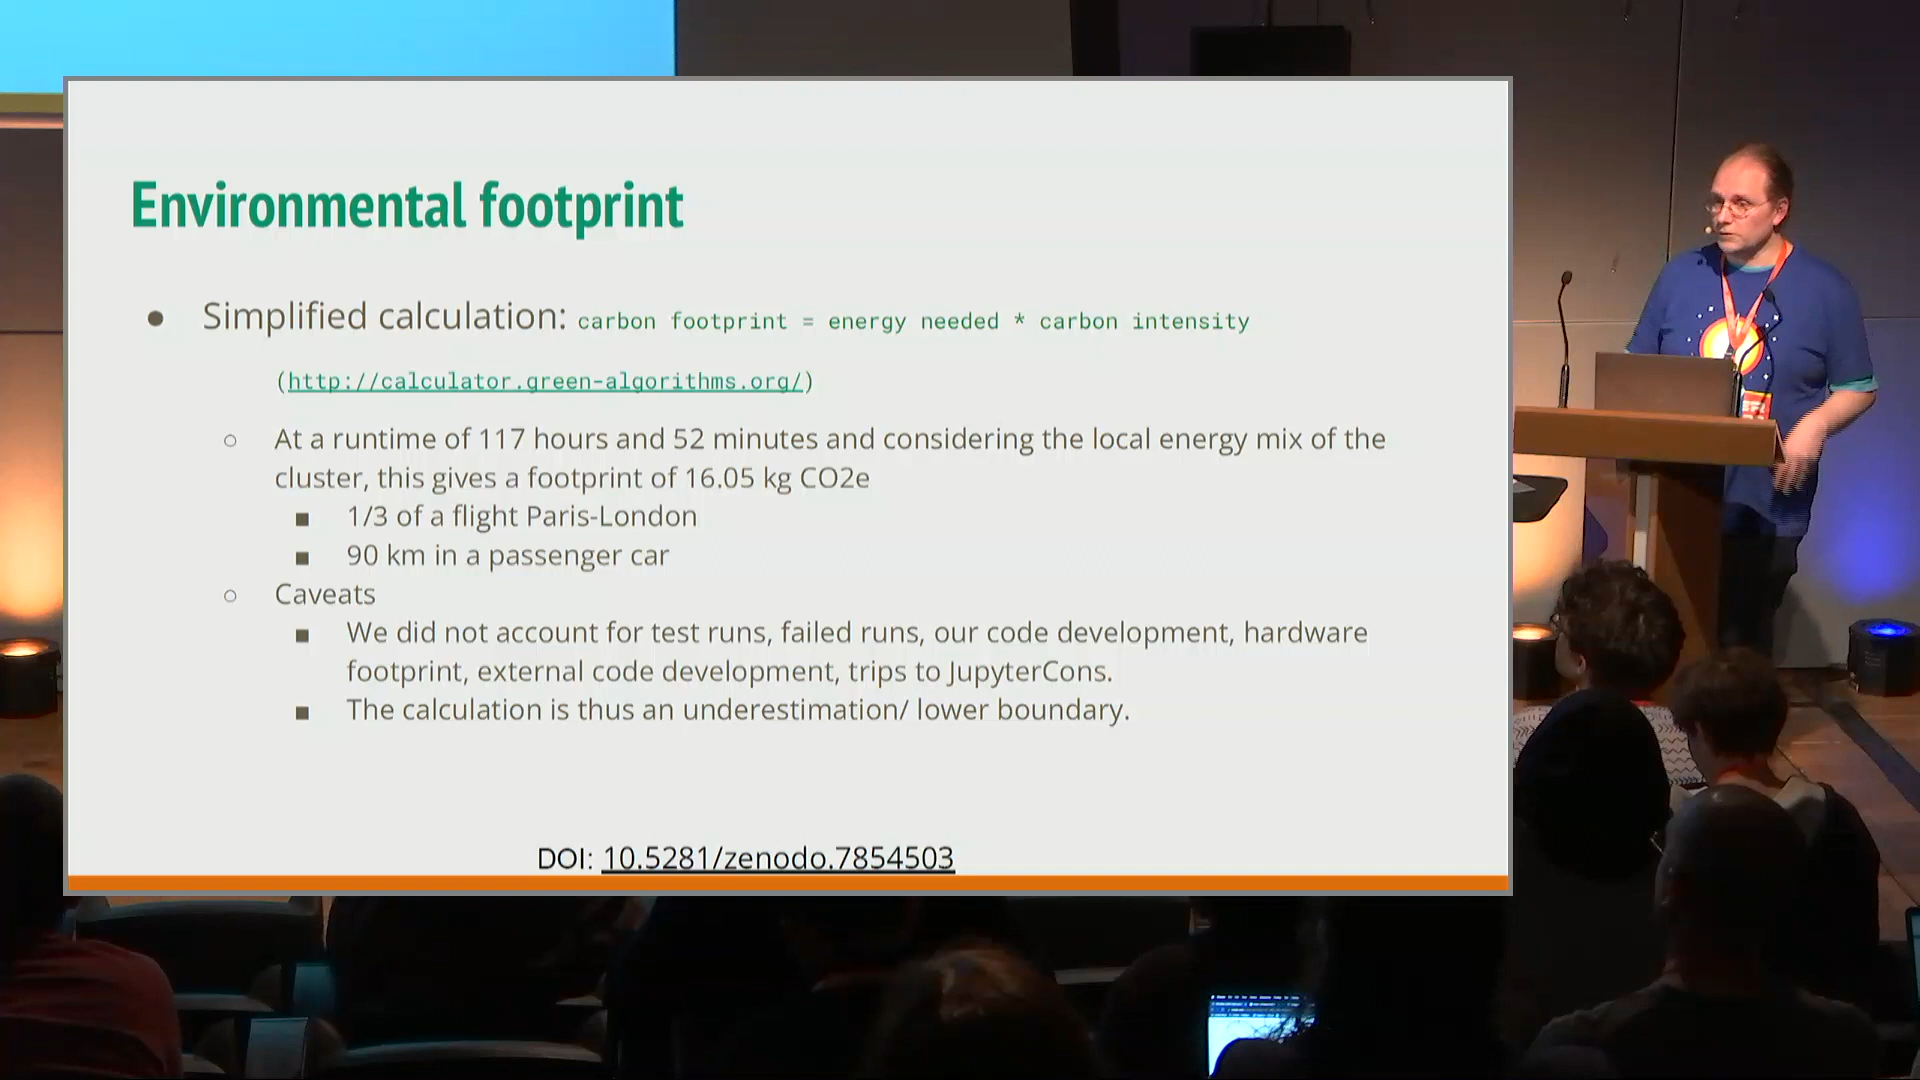 Environmental footprint
● Simplified calculation: carbon footprint = energy needed * carbon intensity
(http://calculator.green-algorithms.org/)
○ At a runtime of 117 hours and 52 minutes and considering the local energy mix of the
cluster, this gives a footprint of 16.05 kg CO2e
■ 1/3 of a flight Paris-London
■ 90 km in a passenger car
○ Caveats
■ We did not account for test runs, failed runs, our code development, hardware
footprint, external code development, trips to JupyterCons.
■ The calculation is thus an underestimation/ lower boundary.
DOI: 10.5281/zenodo.7854503